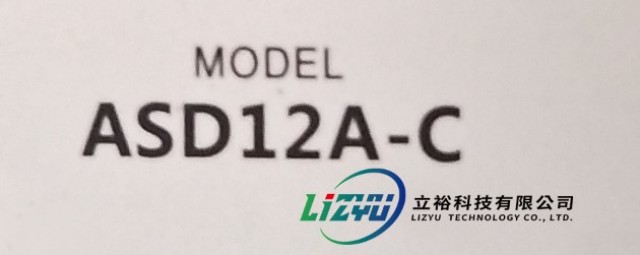 MODEL
ASD12A-C
LIZYU
立裕科技有限公司
LIZYU TECHNOLOGY CO., LTD.